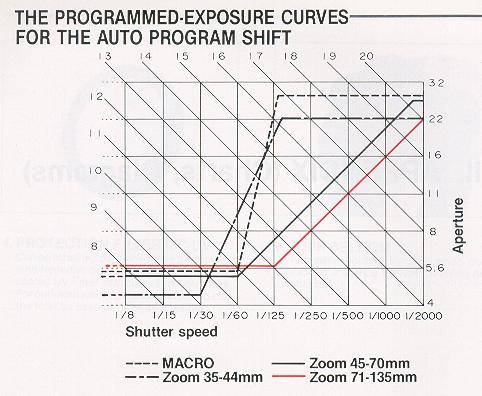 THE PROGRAMMED-EXPOSURE CURVES
FOR THE AUTO PROGRAM SHIFT
13 14 15 16 17 18 19 20
12
11
10
9
8
32
22
16
11
8
5.6
4
Aperture
1/8 1/15 1/30 1/60 1/125 1/250 1/500 1/1000 1/2000
Shutter speed
MACRO
Zoom 35-44mm
Zoom 45-70mm
Zoom 71-135mm